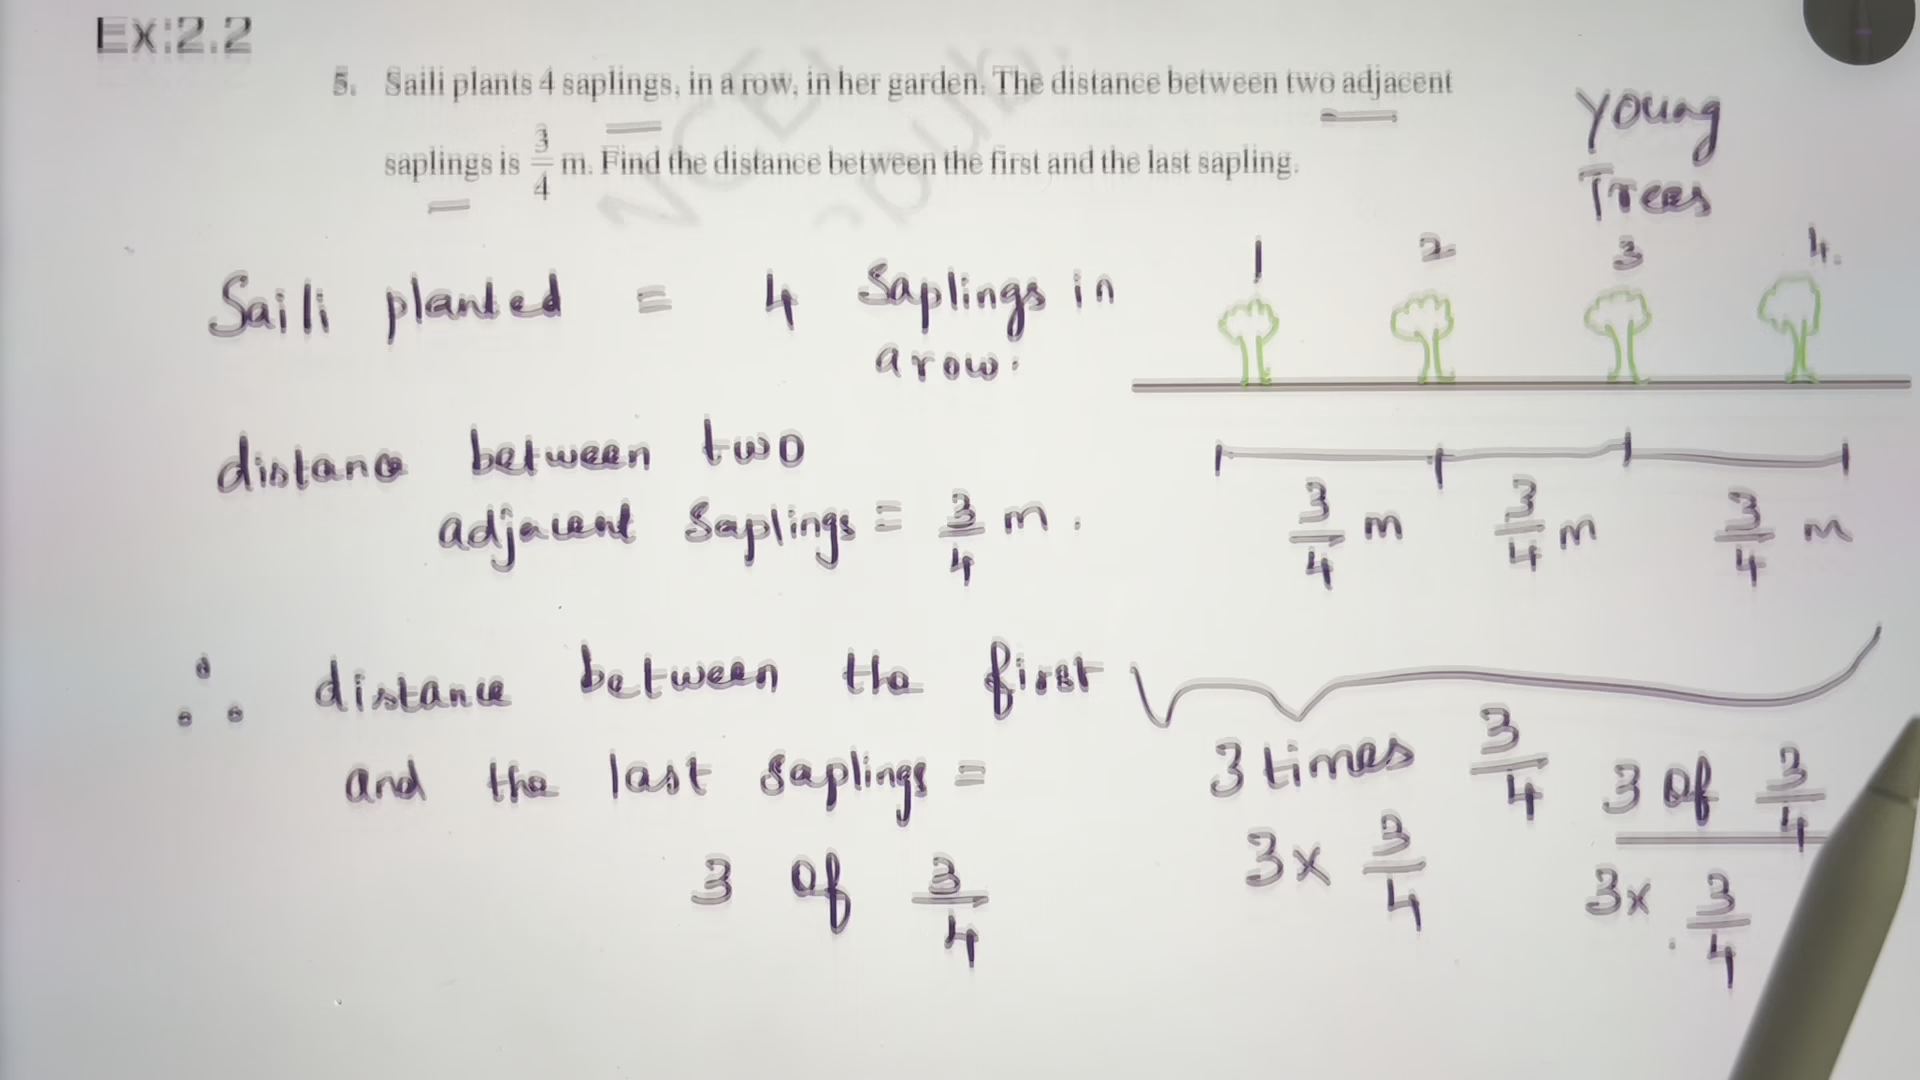 Ex:2.2
5. Saili plants 4 saplings, in a row, in her garden. The distance between two adjacent
saplings is 3/4 m. Find the distance between the first and the last sapling.
young
Trees
Saili planted = 4 Saplings in
a row.
1 2 3 4.
distance between two
adjacent Saplings = 3/4 m.
3/4 m 3/4 m 3/4 m
∴ distance between the first
and the last saplings =
3 of 3/4
3 times 3/4 3 of 3/4
3x 3/4 3x 3/4